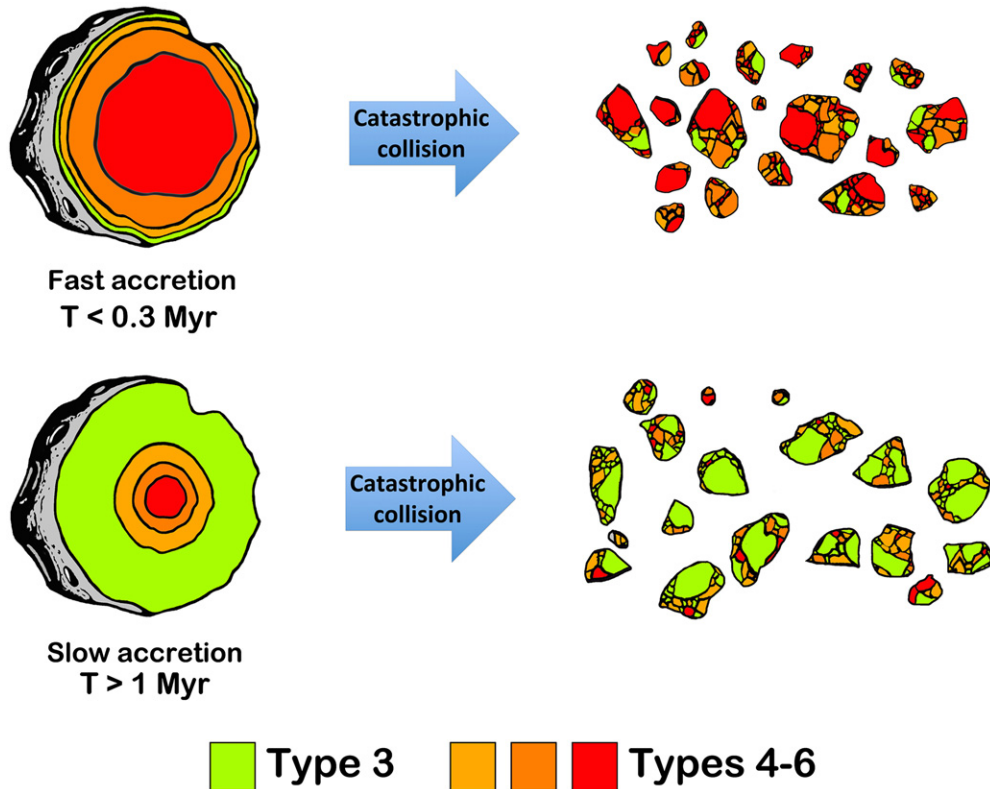 Catastrophic
collision
Fast accretion
T < 0.3 Myr
Catastrophic
collision
Slow accretion
T > 1 Myr
Type 3
Types 4-6